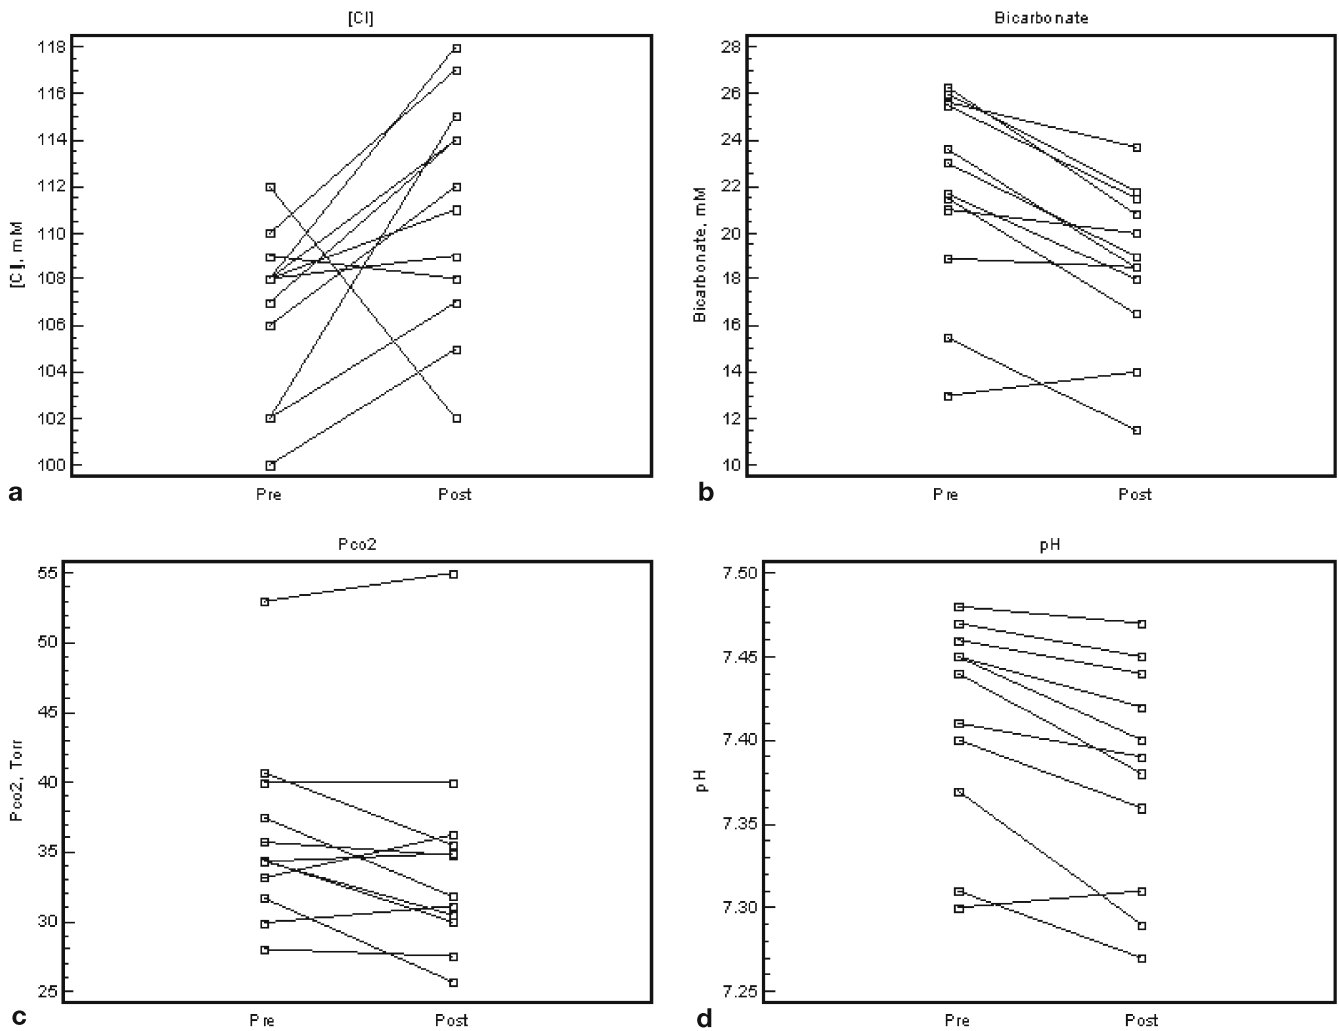 [Cl]
118
116
114
112
110
108
106
104
102
100
[Cl], mM
Pre
Post
a
Bicarbonate
28
26
24
22
20
18
16
14
12
10
Bicarbonate, mM
Pre
Post
b
Pco2
55
50
45
40
35
30
25
Pco2, Torr
Pre
Post
c
pH
7.50
7.45
7.40
7.35
7.30
7.25
pH
Pre
Post
d